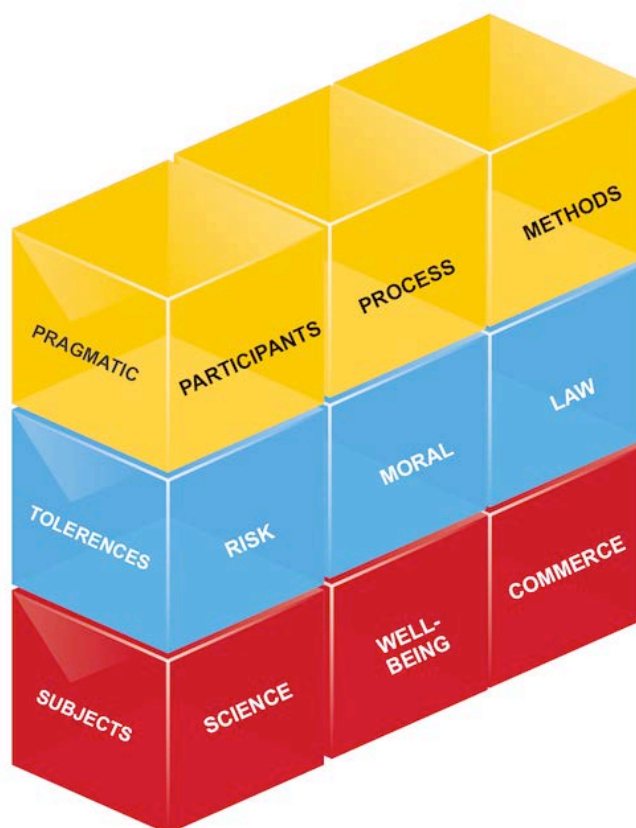 PRAGMATIC
PARTICIPANTS
PROCESS
METHODS
TOLERENCES
RISK
MORAL
LAW
SUBJECTS
SCIENCE
WELL-
BEING
COMMERCE